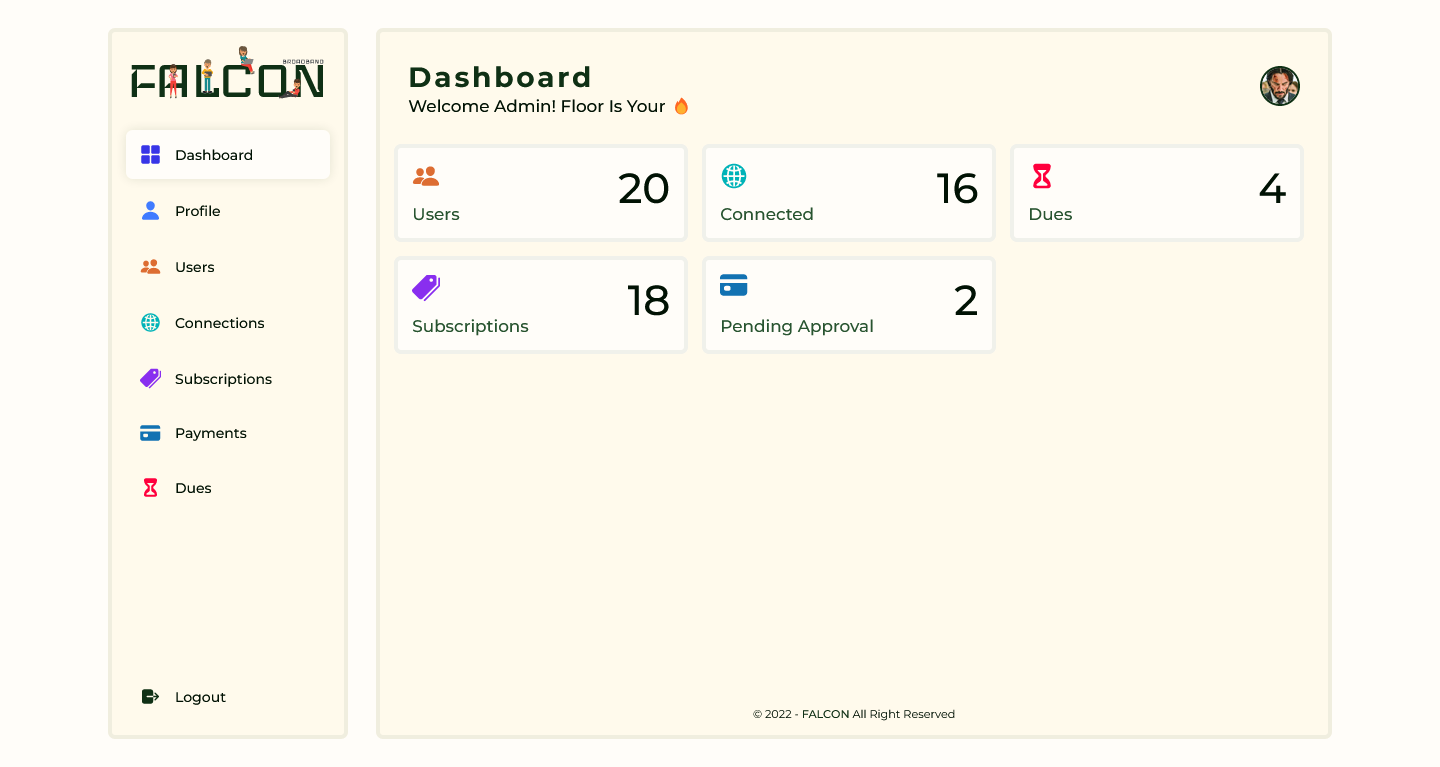 FALCON
BROADBAND
Dashboard
Profile
Users
Connections
Subscriptions
Payments
Dues
Logout
Dashboard
Welcome Admin! Floor Is Your 🔥
Users
20
Connected
16
Dues
4
Subscriptions
18
Pending Approval
2
© 2022 - FALCON All Right Reserved